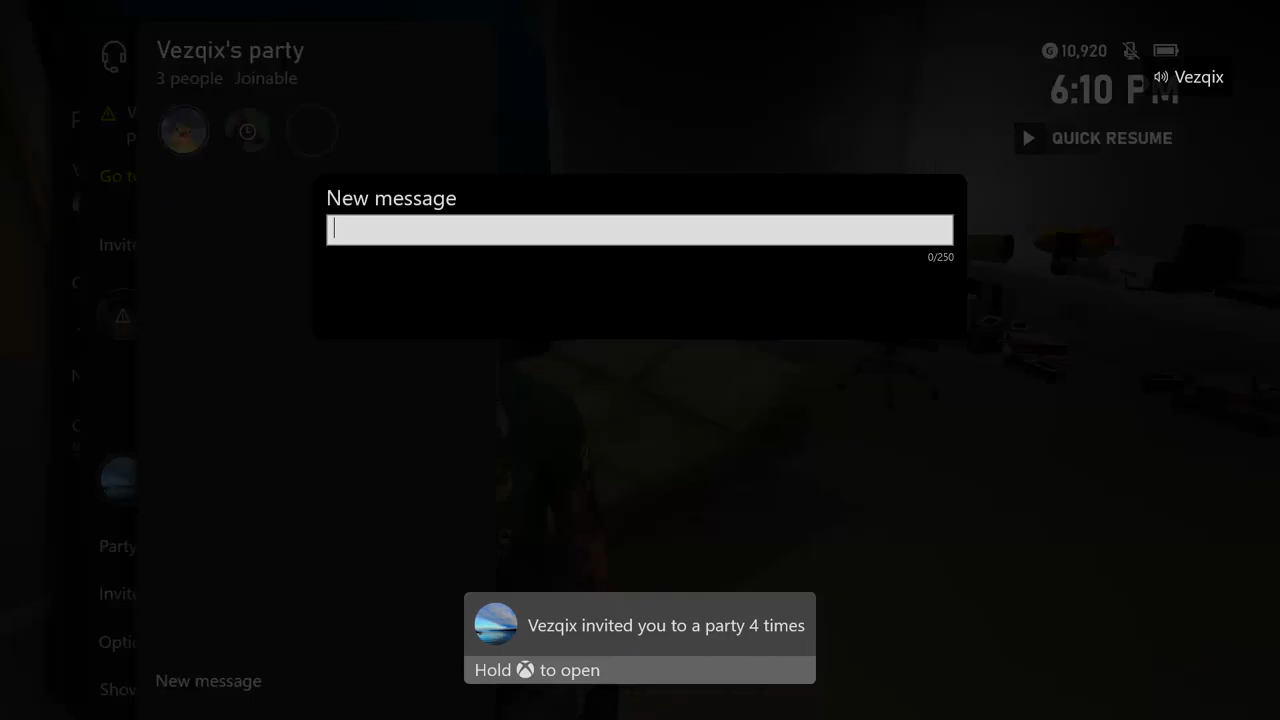 Vezqix's party
3 people Joinable
10,920
6:10 PM
Vezqix
QUICK RESUME
Go to
New message
0/250
Invite
Party
Invite
Vezqix invited you to a party 4 times
Hold to open
New message